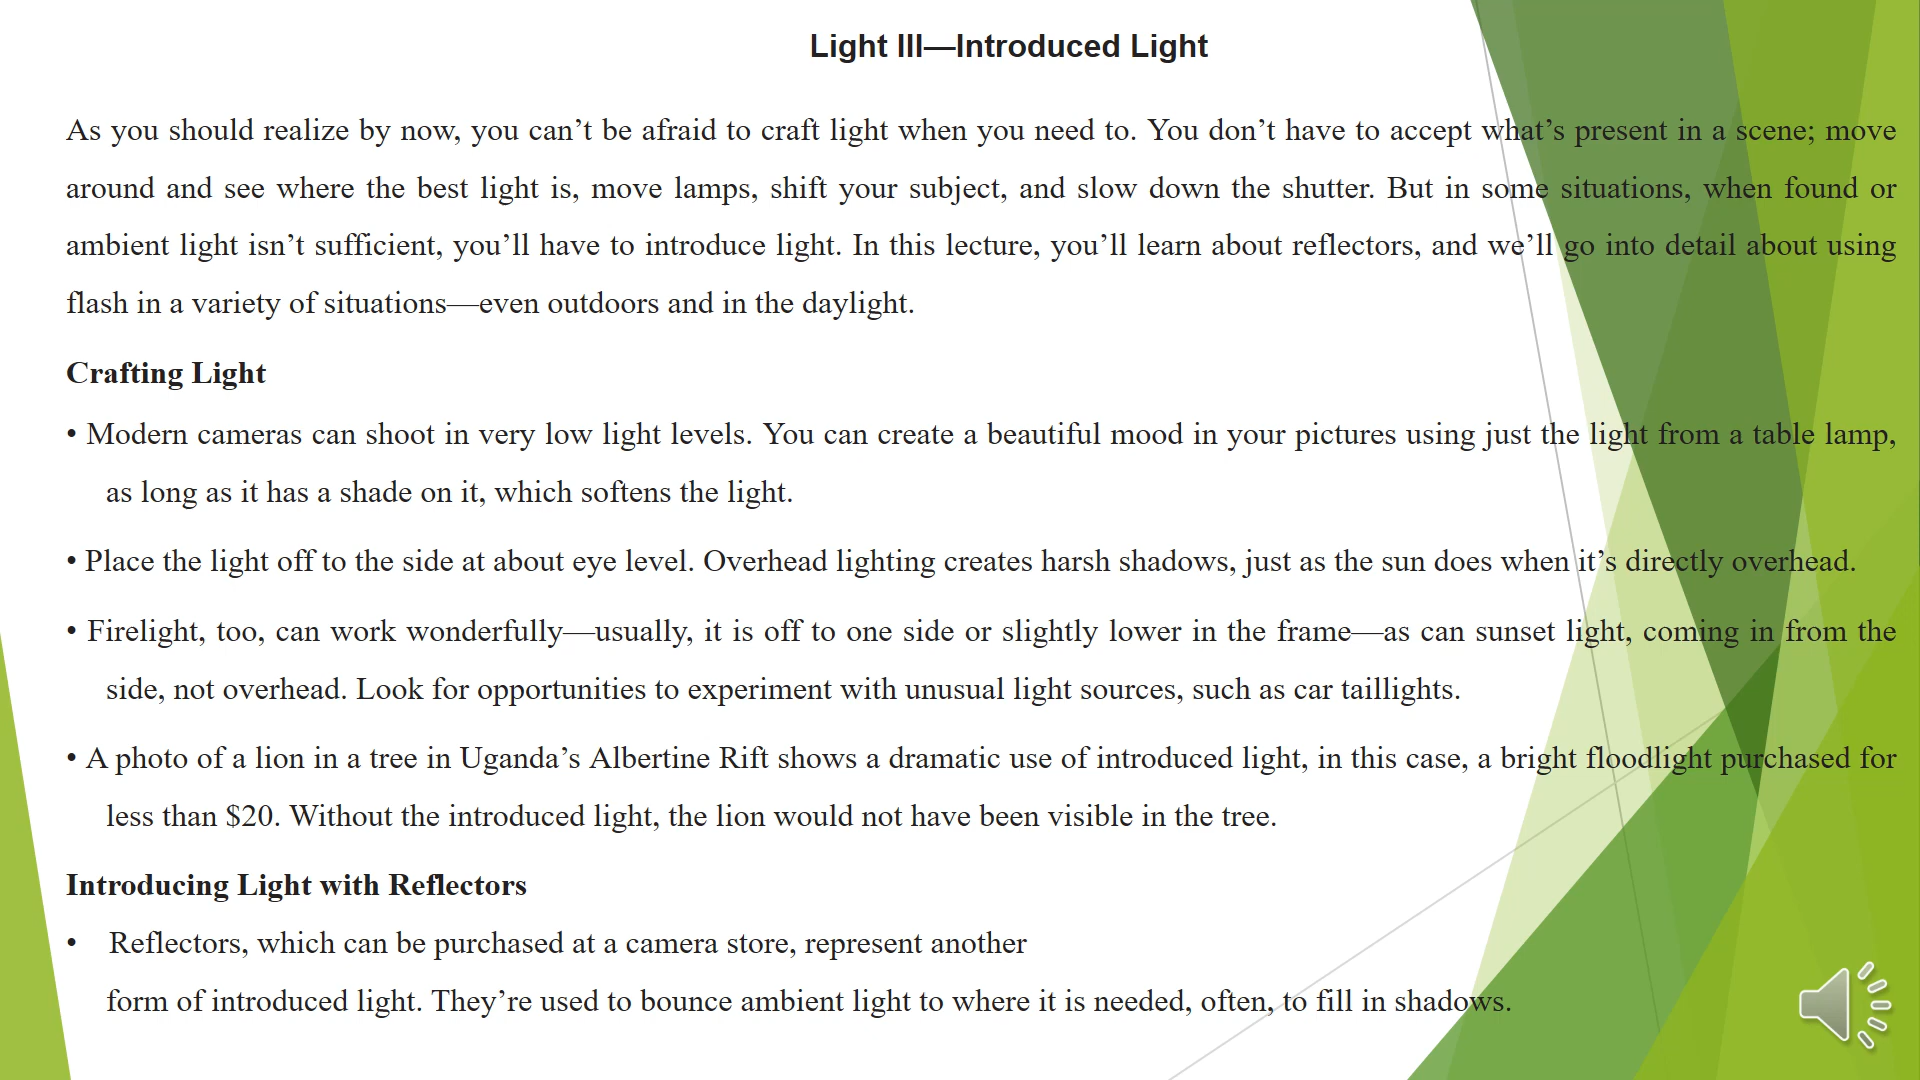 Light III—Introduced Light
As you should realize by now, you can’t be afraid to craft light when you need to. You don’t have to accept what’s present in a scene; move
around and see where the best light is, move lamps, shift your subject, and slow down the shutter. But in some situations, when found or
ambient light isn’t sufficient, you’ll have to introduce light. In this lecture, you’ll learn about reflectors, and we’ll go into detail about using
flash in a variety of situations—even outdoors and in the daylight.
Crafting Light
• Modern cameras can shoot in very low light levels. You can create a beautiful mood in your pictures using just the light from a table lamp,
as long as it has a shade on it, which softens the light.
• Place the light off to the side at about eye level. Overhead lighting creates harsh shadows, just as the sun does when it’s directly overhead.
• Firelight, too, can work wonderfully—usually, it is off to one side or slightly lower in the frame—as can sunset light, coming in from the
side, not overhead. Look for opportunities to experiment with unusual light sources, such as car taillights.
• A photo of a lion in a tree in Uganda’s Albertine Rift shows a dramatic use of introduced light, in this case, a bright floodlight purchased for
less than $20. Without the introduced light, the lion would not have been visible in the tree.
Introducing Light with Reflectors
• Reflectors, which can be purchased at a camera store, represent another
form of introduced light. They’re used to bounce ambient light to where it is needed, often, to fill in shadows.